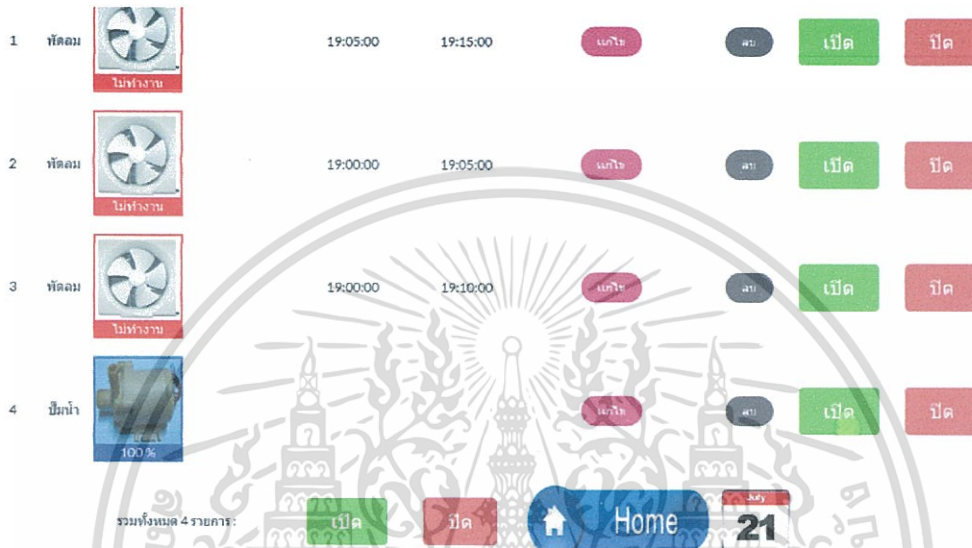 1 พัดลม 19:05:00 19:15:00 แก้ไข ลบ เปิด ปิด
ไม่ทำงาน
2 พัดลม 19:00:00 19:05:00 แก้ไข ลบ เปิด ปิด
ไม่ทำงาน
3 พัดลม 19:00:00 19:10:00 แก้ไข ลบ เปิด ปิด
ไม่ทำงาน
4 ปั๊มน้ำ แก้ไข ลบ เปิด ปิด
100 %
รวมทั้งหมด 4 รายการ : เปิด ปิด Home July
21